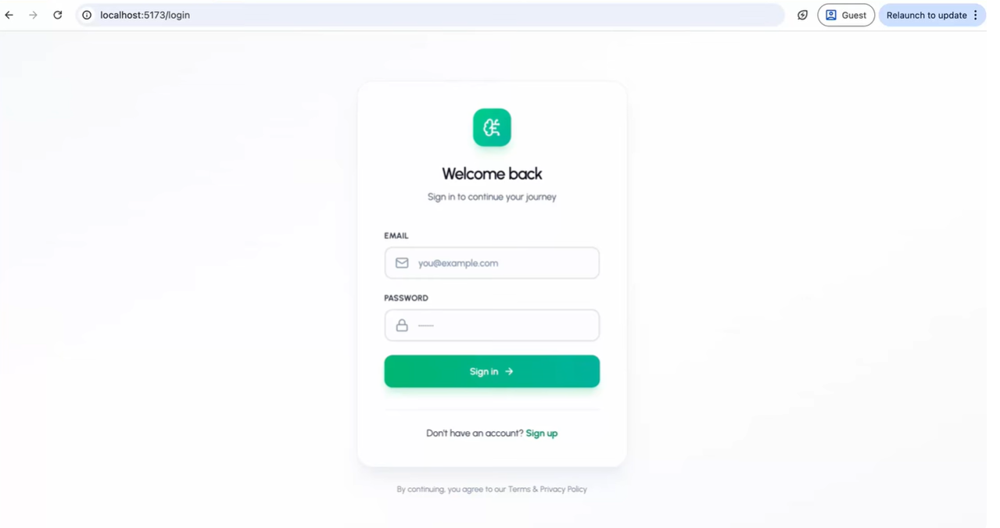 localhost:5173/login
Guest
Relaunch to update
Welcome back
Sign in to continue your journey
EMAIL
you@example.com
PASSWORD
Sign in →
Don't have an account? Sign up
By continuing, you agree to our Terms & Privacy Policy